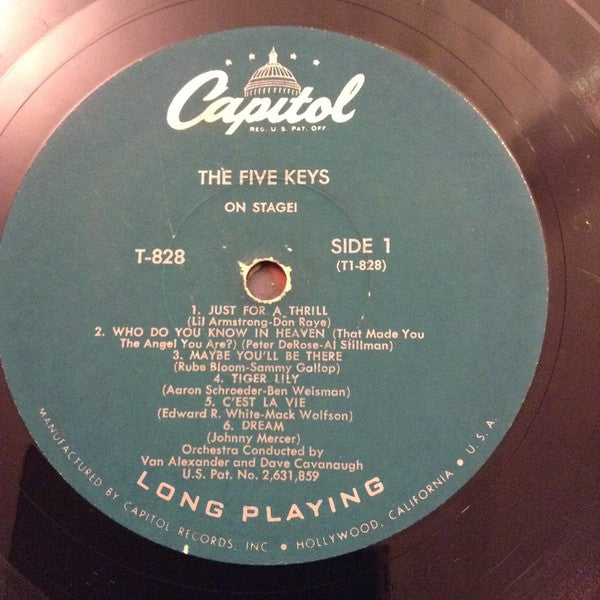 Capitol
REG. U.S. PAT. OFF.
THE FIVE KEYS
ON STAGE!
T-828
SIDE 1
(T1-828)
1. JUST FOR A THRILL
(Lil Armstrong-Don Raye)
2. WHO DO YOU KNOW IN HEAVEN (That Made You
The Angel You Are?) (Peter DeRose-Al Stillman)
3. MAYBE YOU'LL BE THERE
(Rube Bloom-Sammy Gallop)
4. TIGER LILY
(Aaron Schroeder-Ben Weisman)
5. C'EST LA VIE
(Edward R. White-Mack Wolfson)
6. DREAM
(Johnny Mercer)
Orchestra Conducted by
Van Alexander and Dave Cavanaugh
U.S. Pat. No. 2,631,859
LONG PLAYING
MANUFACTURED BY CAPITOL RECORDS, INC • HOLLYWOOD, CALIFORNIA • U.S.A.